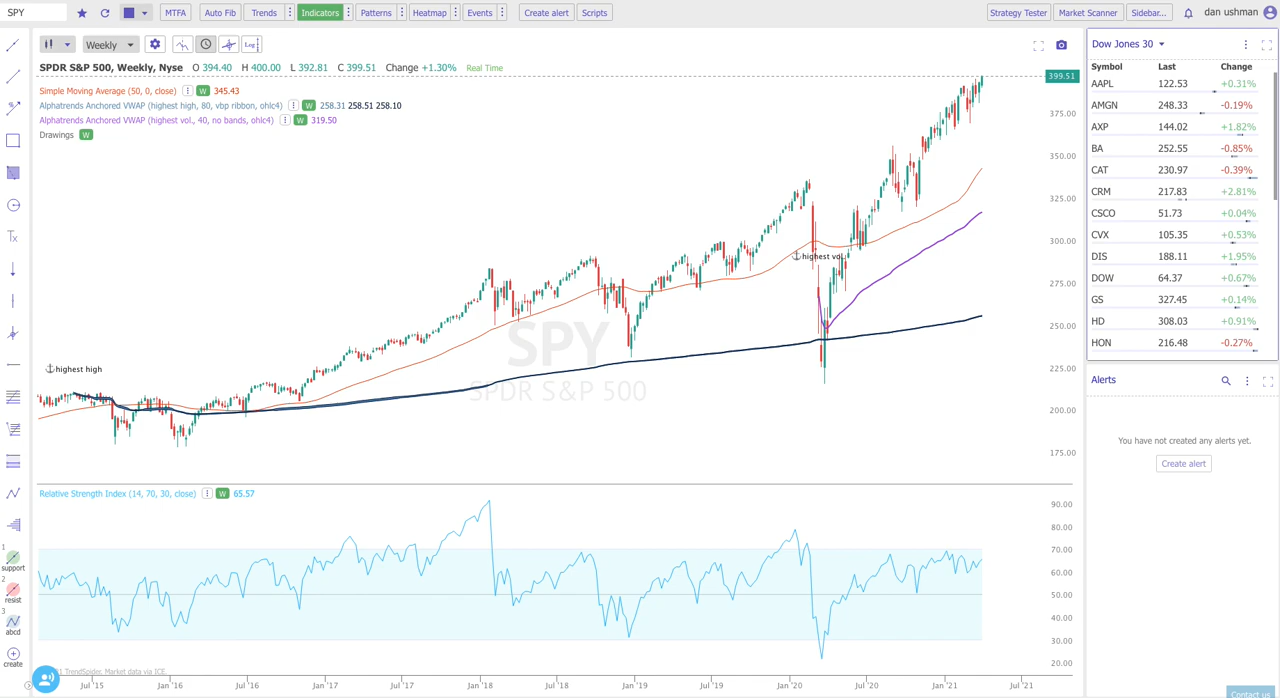 SPY
MTFA Auto Fib Trends Indicators Patterns Heatmap Events Create alert Scripts Strategy Tester Market Scanner Sidebar... dan ushman
Weekly Log
SPDR S&P 500, Weekly, Nyse O 394.40 H 400.00 L 392.81 C 399.51 Change +1.30% Real Time
Simple Moving Average (50, 0, close) W 345.43
Alphatrends Anchored VWAP (highest high, 80, vbp ribbon, ohlc4) W 258.31 258.51 258.10
Alphatrends Anchored VWAP (highest vol., 40, no bands, ohlc4) W 319.50
Drawings W
399.51
375.00
350.00
325.00
300.00
275.00
250.00
225.00
200.00
175.00
highest vol.
highest high
SPY
SPDR S&P 500
Relative Strength Index (14, 70, 30, close) W 65.57
90.00
80.00
70.00
60.00
50.00
40.00
30.00
20.00
TrendSpider. Market data via ICE.
Jul '15 Jan '16 Jul '16 Jan '17 Jul '17 Jan '18 Jul '18 Jan '19 Jul '19 Jan '20 Jul '20 Jan '21 Jul '21
Tx
1
support
2
resist
3
abcd
create
Dow Jones 30
Symbol Last Change
AAPL 122.53 +0.31%
AMGN 248.33 -0.19%
AXP 144.02 +1.82%
BA 252.55 -0.85%
CAT 230.97 -0.39%
CRM 217.83 +2.81%
CSCO 51.73 +0.04%
CVX 105.35 +0.53%
DIS 188.11 +1.95%
DOW 64.37 +0.67%
GS 327.45 +0.14%
HD 308.03 +0.91%
HON 216.48 -0.27%
Alerts
You have not created any alerts yet.
Create alert
Contact us